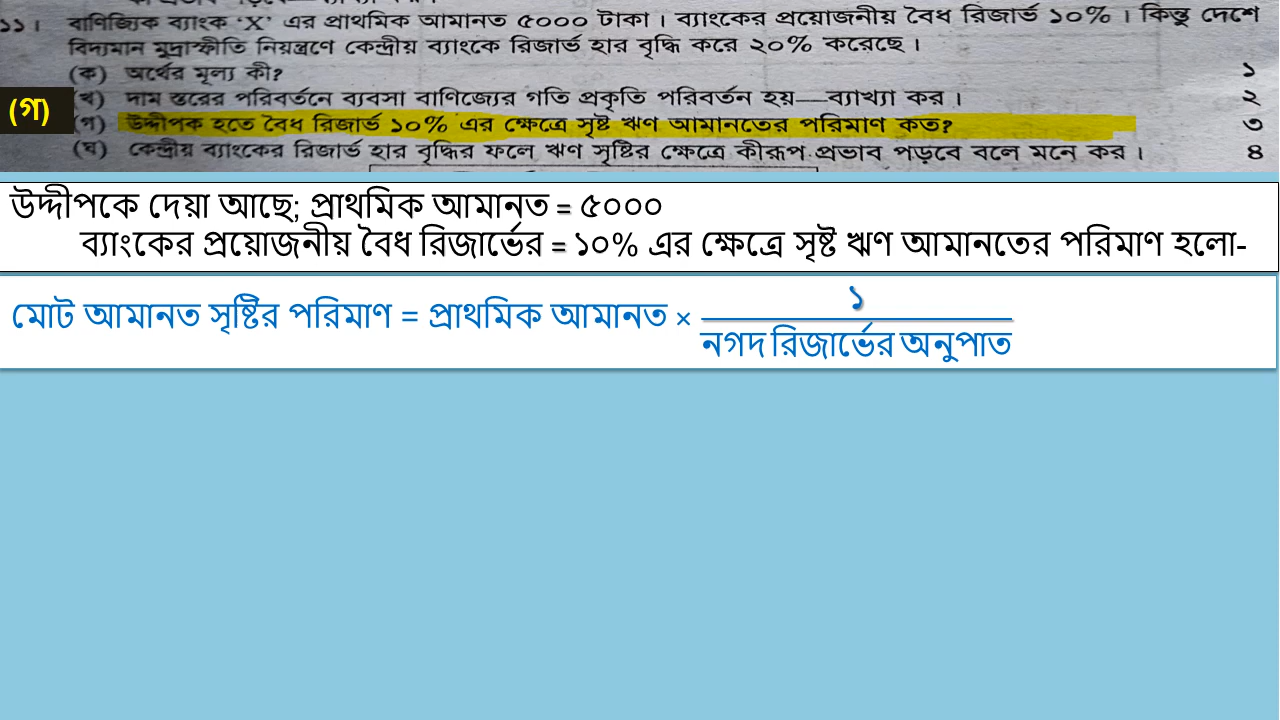 ১১। বাণিজ্যিক ব্যাংক ‘X’ এর প্রাথমিক আমানত ৫০০০ টাকা। ব্যাংকের প্রয়োজনীয় বৈধ রিজার্ভ ১০%। কিন্তু দেশে
বিদ্যমান মুদ্রাস্ফীতি নিয়ন্ত্রণে কেন্দ্রীয় ব্যাংকে রিজার্ভ হার বৃদ্ধি করে ২০% করেছে।
(ক) অর্থের মূল্য কী? ১
(খ) দাম স্তরের পরিবর্তনে ব্যবসা বাণিজ্যের গতি প্রকৃতি পরিবর্তন হয়—ব্যাখ্যা কর। ২
(গ)
(গ) উদ্দীপক হতে বৈধ রিজার্ভ ১০% এর ক্ষেত্রে সৃষ্ট ঋণ আমানতের পরিমাণ কত? ৩
(ঘ) কেন্দ্রীয় ব্যাংকের রিজার্ভ হার বৃদ্ধির ফলে ঋণ সৃষ্টির ক্ষেত্রে কীরূপ প্রভাব পড়বে বলে মনে কর। ৪
উদ্দীপকে দেয়া আছে; প্রাথমিক আমানত = ৫০০০
ব্যাংকের প্রয়োজনীয় বৈধ রিজার্ভের = ১০% এর ক্ষেত্রে সৃষ্ট ঋণ আমানতের পরিমাণ হলো-
মোট আমানত সৃষ্টির পরিমাণ = প্রাথমিক আমানত ×
১
নগদ রিজার্ভের অনুপাত